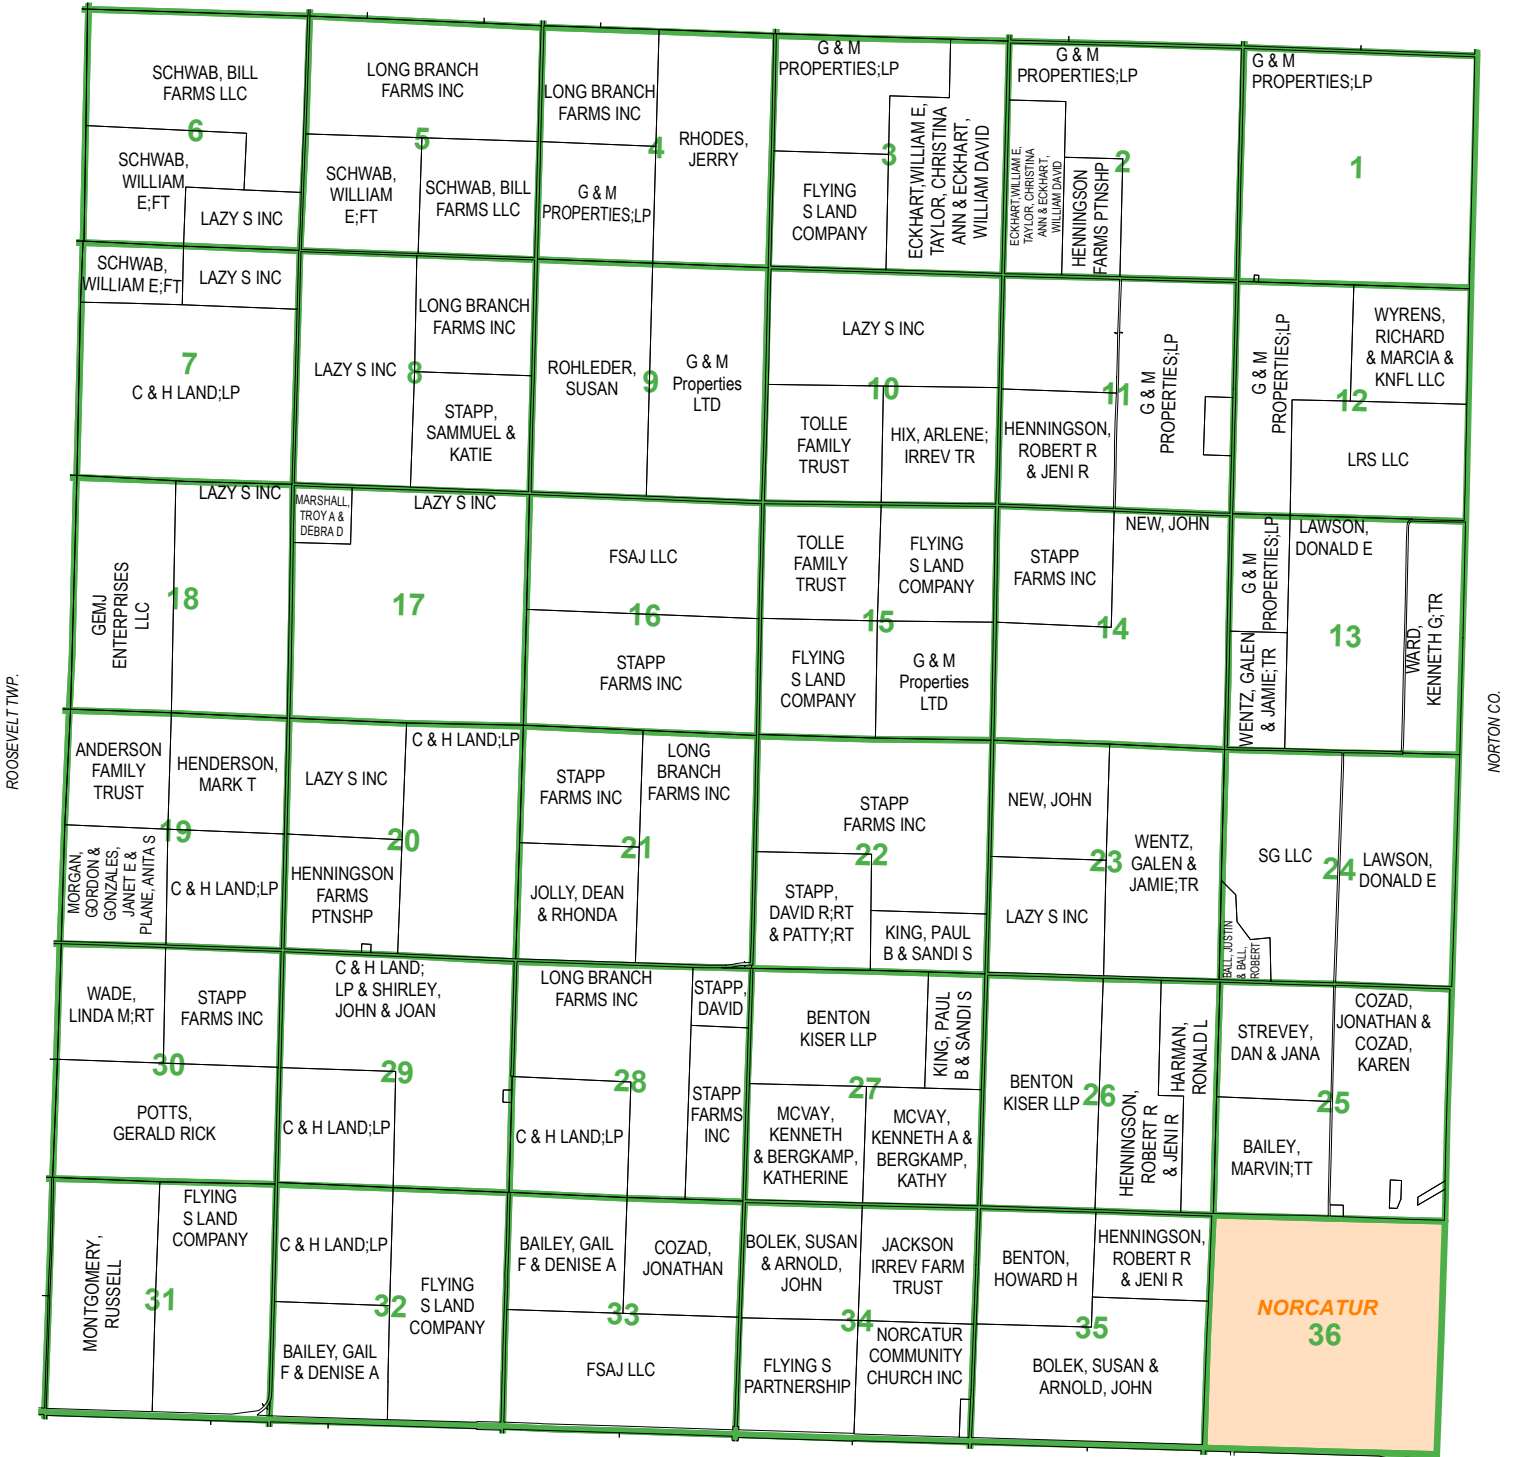 SCHWAB, BILL
FARMS LLC
6
SCHWAB,
WILLIAM
E;FT
LAZY S INC
LONG BRANCH
FARMS INC
5
SCHWAB,
WILLIAM
E;FT
SCHWAB, BILL
FARMS LLC
LONG BRANCH
FARMS INC
4
RHODES,
JERRY
G & M
PROPERTIES;LP
G & M
PROPERTIES;LP
3
FLYING
S LAND
COMPANY
ECKHART,WILLIAM E,
TAYLOR, CHRISTINA
ANN & ECKHART,
WILLIAM DAVID
G & M
PROPERTIES;LP
2
ECKHART,WILLIAM E,
TAYLOR, CHRISTINA
ANN & ECKHART,
WILLIAM DAVID
HENNINGSON
FARMS PTNSHP
G & M
PROPERTIES;LP
1
SCHWAB,
WILLIAM E;FT
LAZY S INC
7
C & H LAND;LP
LAZY S INC
8
LONG BRANCH
FARMS INC
STAPP,
SAMMUEL &
KATIE
ROHLEDER,
SUSAN
9
G & M
Properties
LTD
LAZY S INC
10
TOLLE
FAMILY
TRUST
HIX, ARLENE;
IRREV TR
11
HENNINGSON,
ROBERT R
& JENI R
G & M
PROPERTIES;LP
G & M
PROPERTIES;LP
WYRENS,
RICHARD
& MARCIA &
KNFL LLC
12
LRS LLC
GEMJ
ENTERPRISES
LLC
18
LAZY S INC
MARSHALL,
TROY A &
DEBRA D
LAZY S INC
17
FSAJ LLC
16
STAPP
FARMS INC
TOLLE
FAMILY
TRUST
FLYING
S LAND
COMPANY
15
FLYING
S LAND
COMPANY
G & M
Properties
LTD
STAPP
FARMS INC
NEW, JOHN
14
G & M
PROPERTIES;LP
WENTZ, GALEN
& JAMIE;TR
LAWSON,
DONALD E
13
WARD,
KENNETH G;TR
ROOSEVELT TWP.
NORTON CO.
ANDERSON
FAMILY
TRUST
HENDERSON,
MARK T
19
MORGAN,
GORDON &
GONZALES,
JANET E &
PLANE, ANITA S
C & H LAND;LP
LAZY S INC
C & H LAND;LP
20
HENNINGSON
FARMS
PTNSHP
STAPP
FARMS INC
LONG
BRANCH
FARMS INC
21
JOLLY, DEAN
& RHONDA
STAPP
FARMS INC
22
STAPP,
DAVID R;RT
& PATTY;RT
KING, PAUL
B & SANDI S
NEW, JOHN
23
WENTZ,
GALEN &
JAMIE;TR
LAZY S INC
SG LLC
24
LAWSON,
DONALD E
BALL, JUSTIN
& BALL,
ROBERT
WADE,
LINDA M;RT
STAPP
FARMS INC
30
POTTS,
GERALD RICK
C & H LAND;
LP & SHIRLEY,
JOHN & JOAN
29
C & H LAND;LP
LONG BRANCH
FARMS INC
STAPP,
DAVID
28
C & H LAND;LP
STAPP
FARMS
INC
BENTON
KISER LLP
KING, PAUL
B & SANDI S
27
MCVAY,
KENNETH
& BERGKAMP,
KATHERINE
MCVAY,
KENNETH A &
BERGKAMP,
KATHY
BENTON
KISER LLP
26
HENNINGSON,
ROBERT R
& JENI R
HARMAN,
RONALD L
STREVEY,
DAN & JANA
COZAD,
JONATHAN &
COZAD,
KAREN
25
BAILEY,
MARVIN;TT
MONTGOMERY,
RUSSELL
31
FLYING
S LAND
COMPANY
C & H LAND;LP
32
FLYING
S LAND
COMPANY
BAILEY, GAIL
F & DENISE A
BAILEY, GAIL
F & DENISE A
COZAD,
JONATHAN
33
FSAJ LLC
BOLEK, SUSAN
& ARNOLD,
JOHN
JACKSON
IRREV FARM
TRUST
34
FLYING S
PARTNERSHIP
NORCATUR
COMMUNITY
CHURCH INC
BENTON,
HOWARD H
HENNINGSON,
ROBERT R
& JENI R
35
BOLEK, SUSAN &
ARNOLD, JOHN
NORCATUR
36